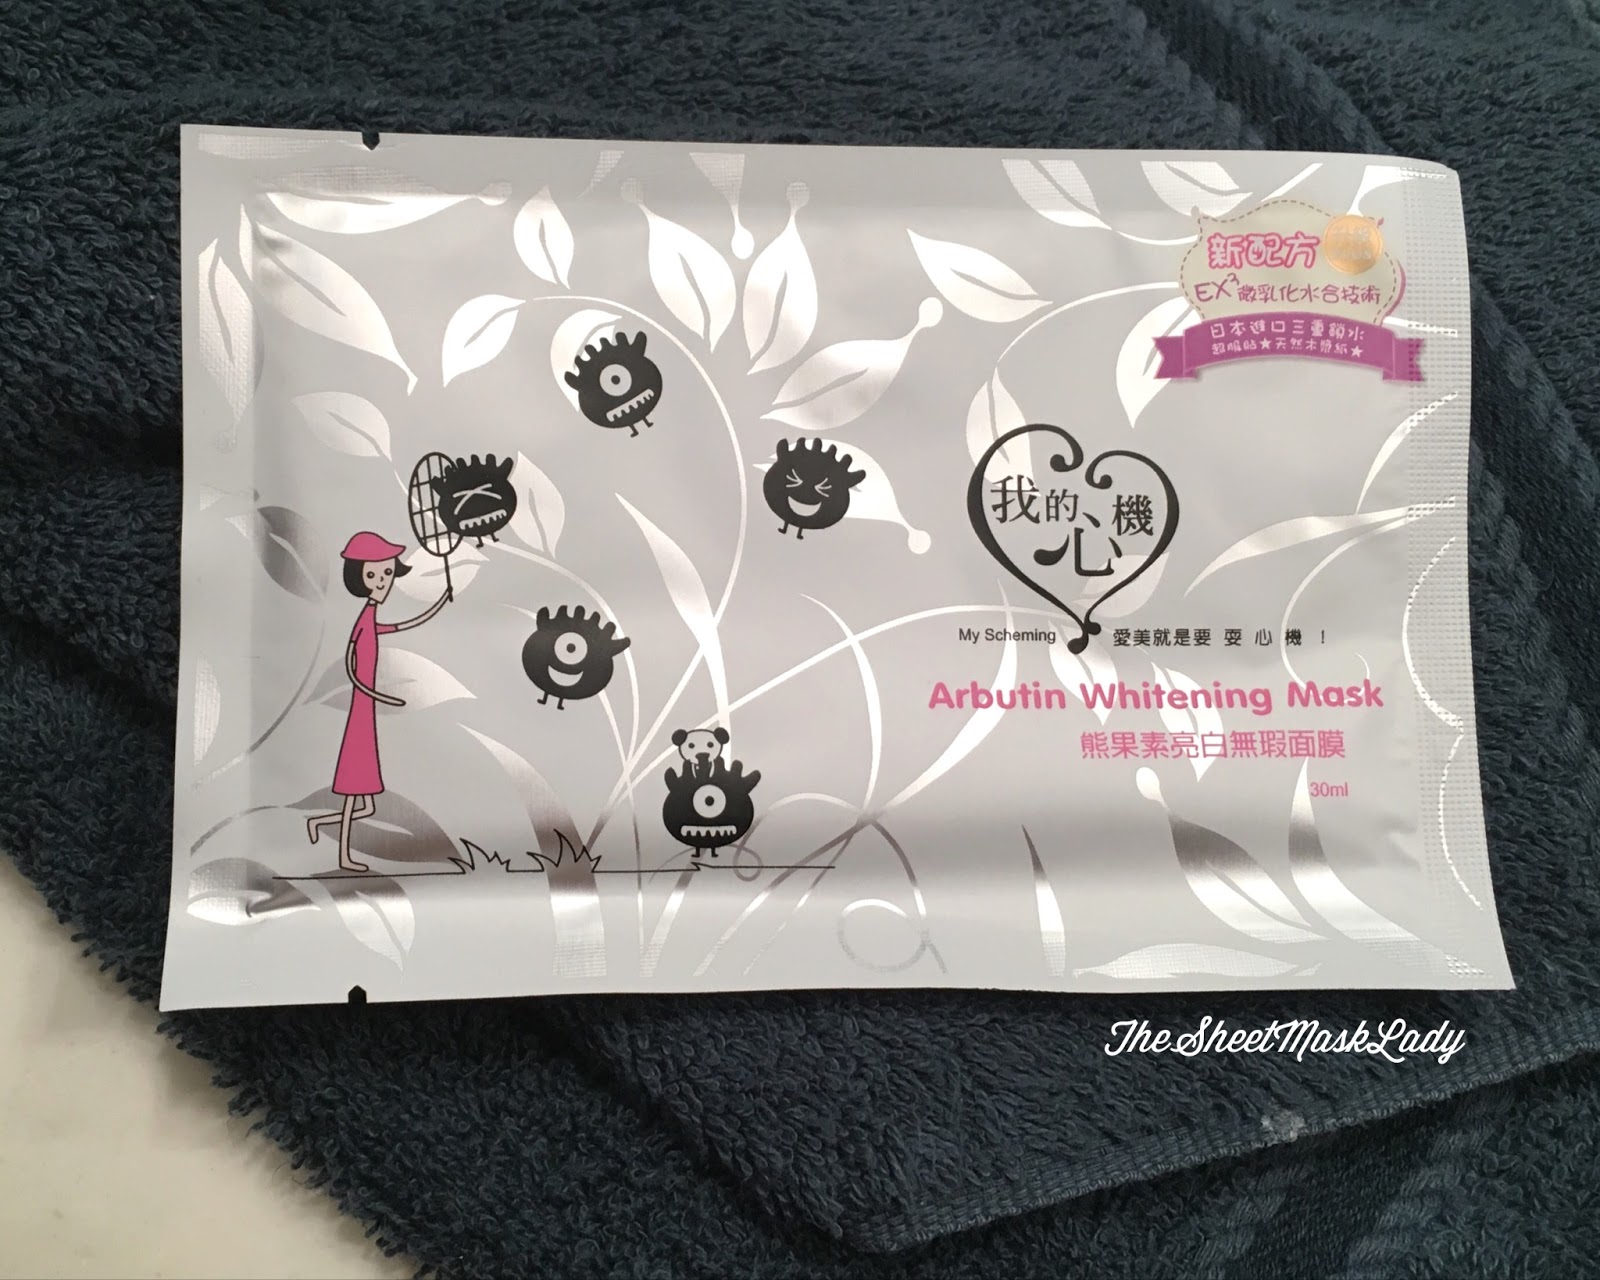 新配方
EX³微乳化水合技術
日本進口三重鎖水
超服貼★天然木漿紙★
我的心機
My Scheming
愛美就是要 耍 心 機 !
Arbutin Whitening Mask
熊果素亮白無瑕面膜
30ml
TheSheetMaskLady